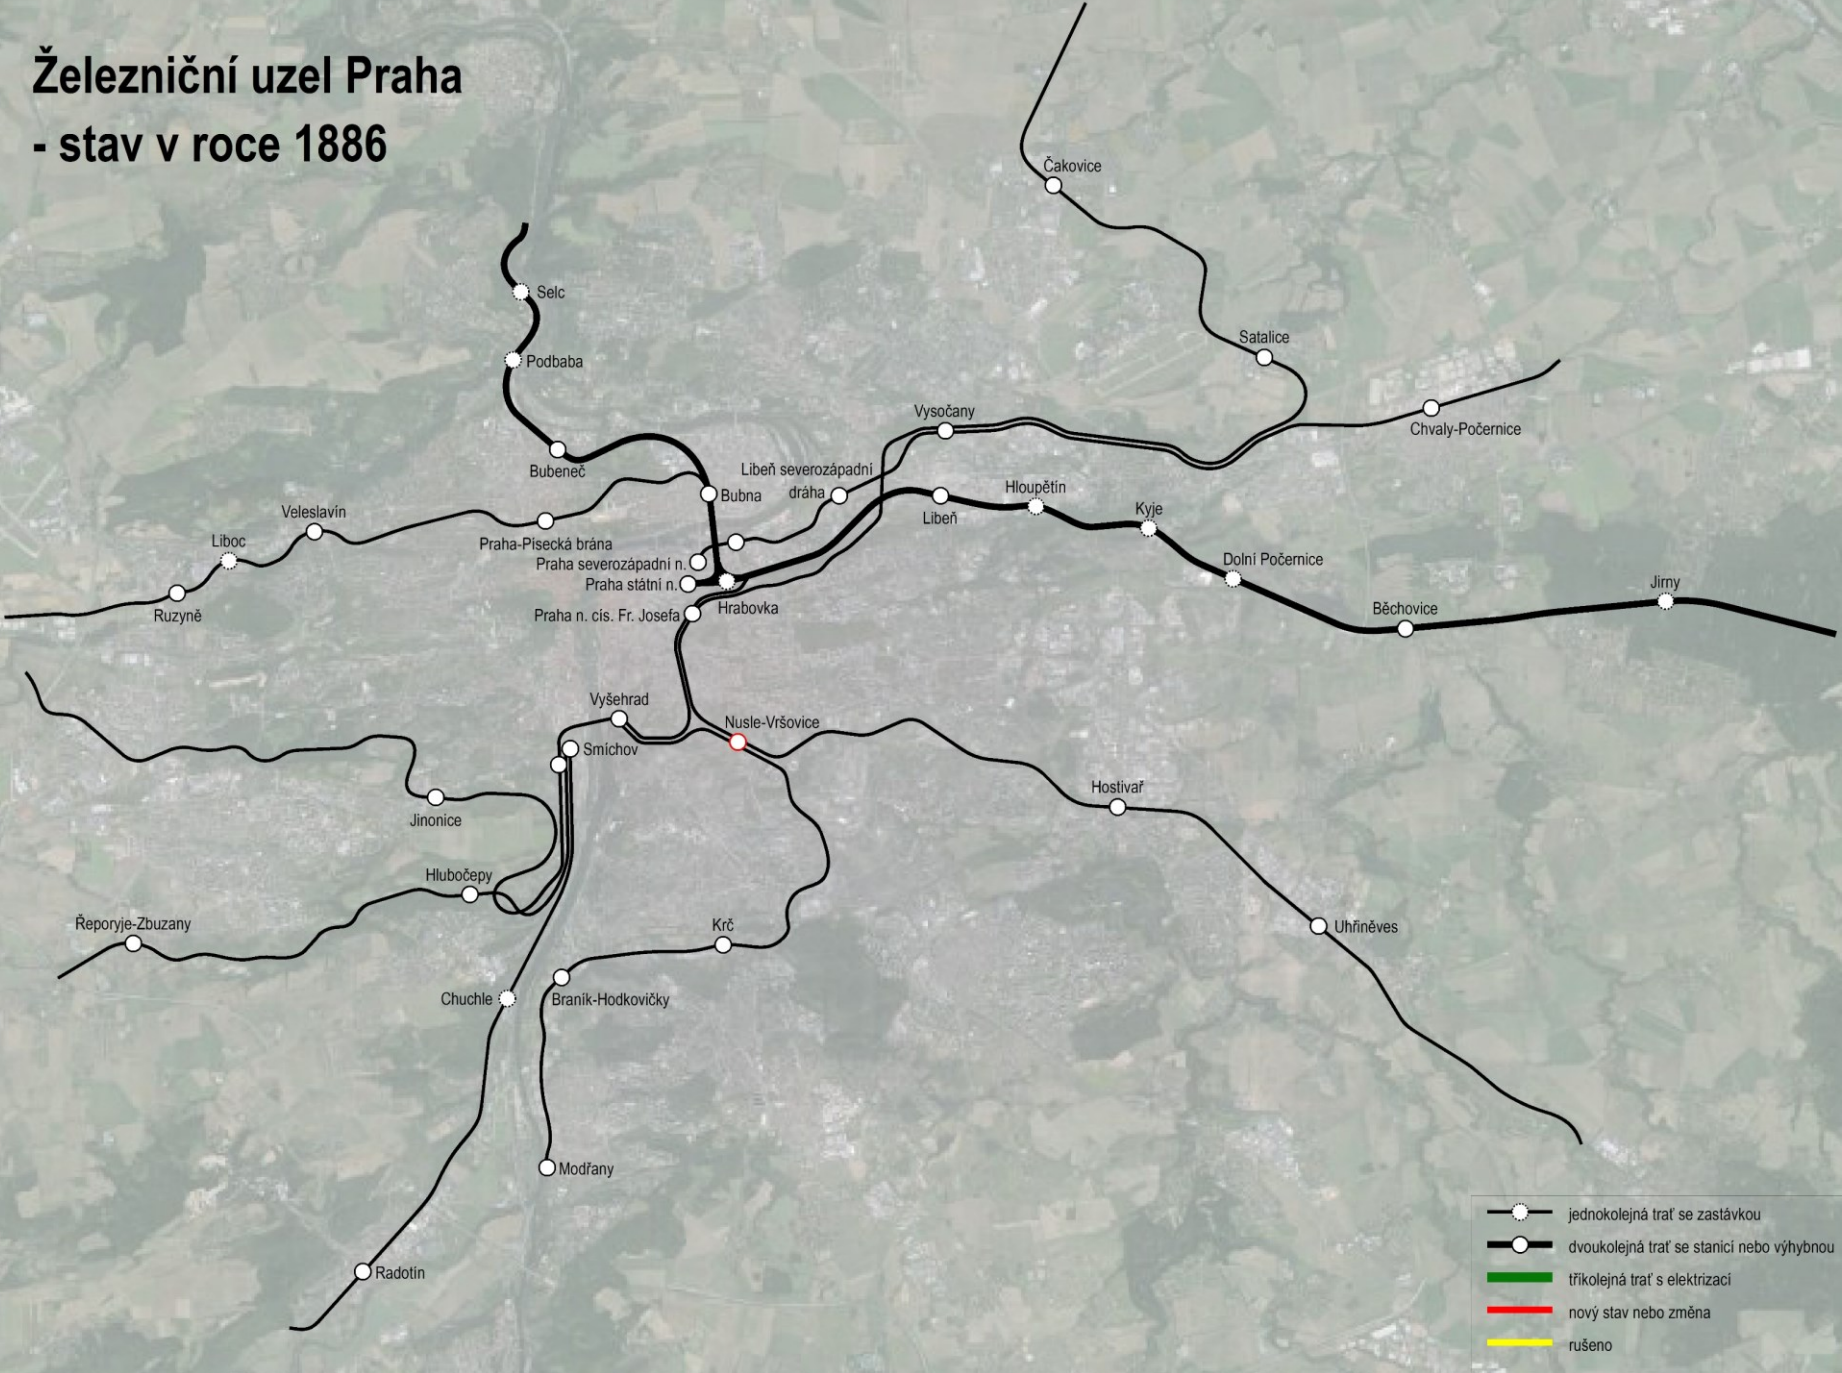 Železniční uzel Praha
- stav v roce 1886
Čakovice
Selc
Satalice
Podbaba
Vysočany
Chvaly-Počernice
Bubeneč
Libeň severozápadní
dráha
Bubna
Hloupětín
Libeň
Kyje
Veleslavín
Liboc
Praha-Písecká brána
Praha severozápadní n.
Praha státní n.
Dolní Počernice
Jirny
Ruzyně
Praha n. cís. Fr. Josefa
Hrabovka
Běchovice
Vyšehrad
Nusle-Vršovice
Smíchov
Hostivař
Jinonice
Hlubočepy
Řeporyje-Zbuzany
Krč
Uhřiněves
Chuchle
Braník-Hodkovičky
Modřany
Radotín
jednokolejná trať se zastávkou
dvoukolejná trať se stanicí nebo výhybnou
tříkolejná trať s elektrizací
nový stav nebo změna
rušeno